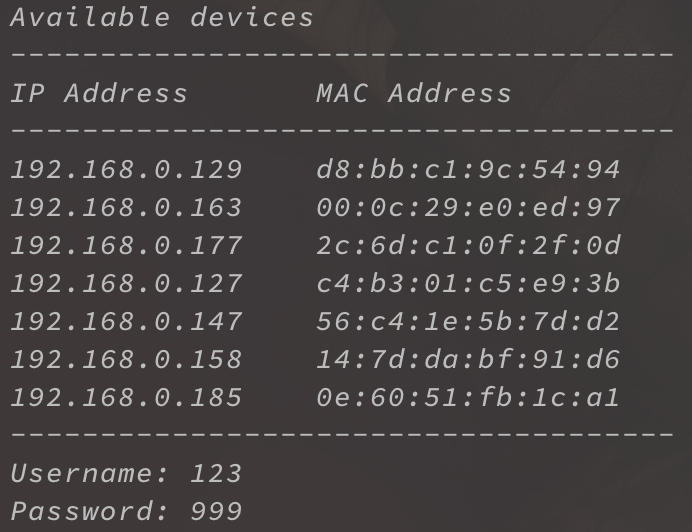 Available devices
-------------------------------------
IP Address MAC Address
-------------------------------------
192.168.0.129 d8:bb:c1:9c:54:94
192.168.0.163 00:0c:29:e0:ed:97
192.168.0.177 2c:6d:c1:0f:2f:0d
192.168.0.127 c4:b3:01:c5:e9:3b
192.168.0.147 56:c4:1e:5b:7d:d2
192.168.0.158 14:7d:da:bf:91:d6
192.168.0.185 0e:60:51:fb:1c:a1
-------------------------------------
Username: 123
Password: 999